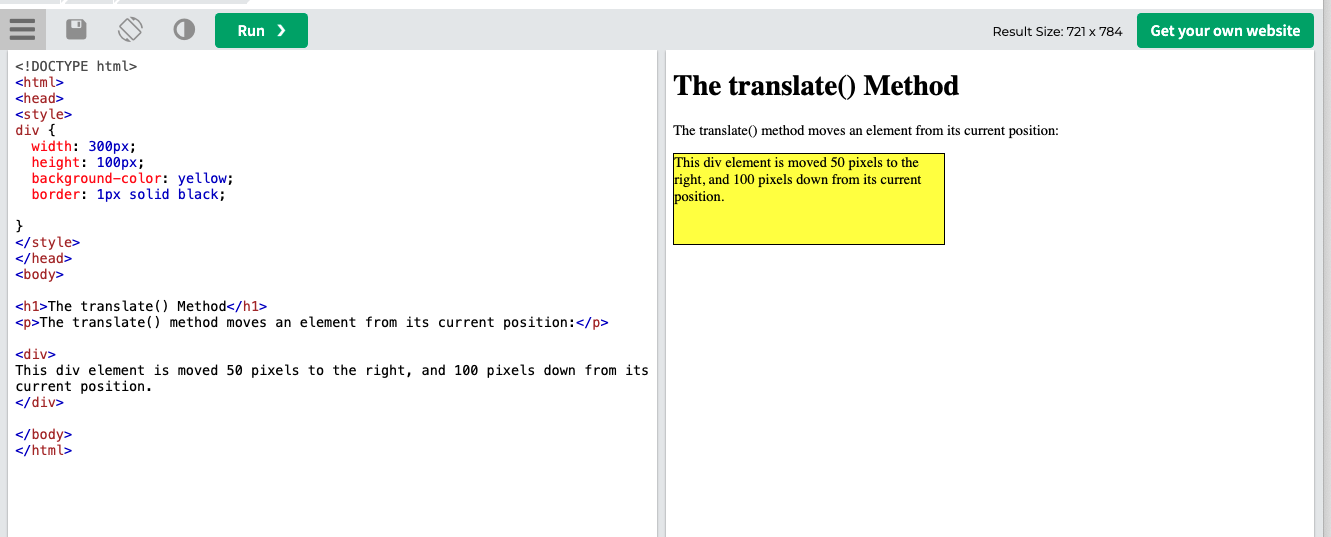 Run ❯
Result Size: 721 x 784
Get your own website
<!DOCTYPE html>
<html>
<head>
<style>
div {
  width: 300px;
  height: 100px;
  background-color: yellow;
  border: 1px solid black;

}
</style>
</head>
<body>

<h1>The translate() Method</h1>
<p>The translate() method moves an element from its current position:</p>

<div>
This div element is moved 50 pixels to the right, and 100 pixels down from its
current position.
</div>

</body>
</html>
The translate() Method
The translate() method moves an element from its current position:
This div element is moved 50 pixels to the
right, and 100 pixels down from its current
position.